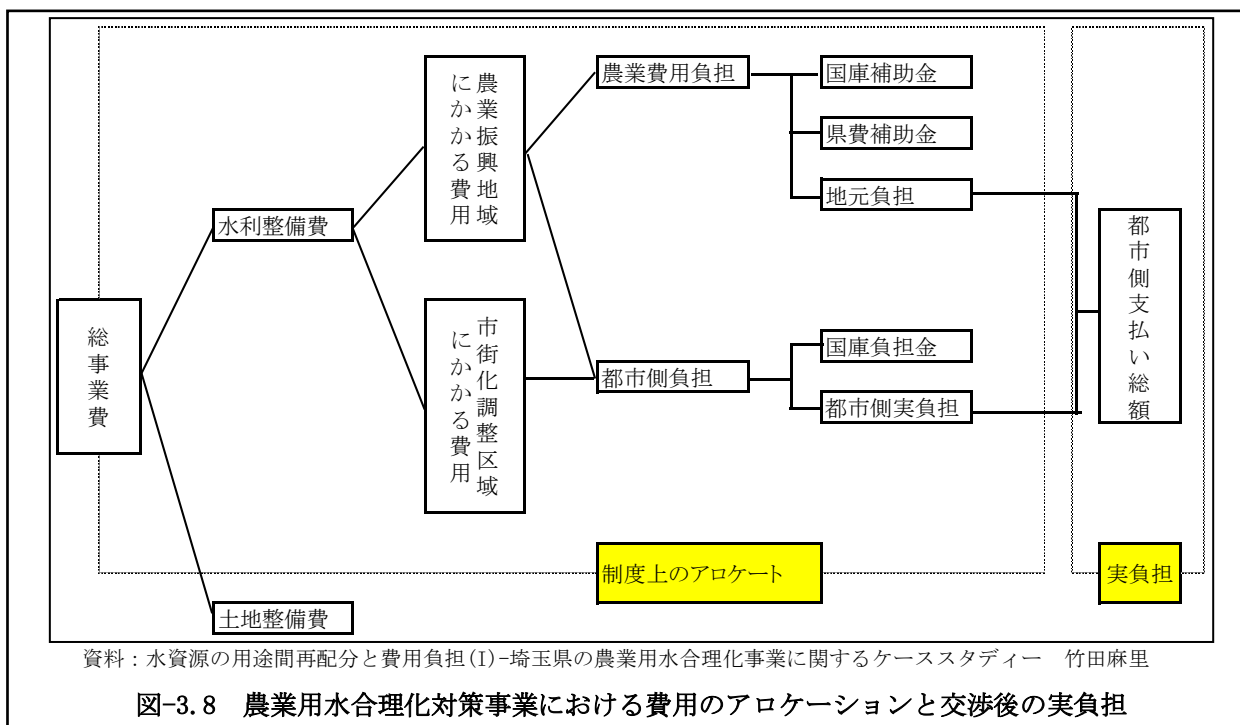 農業費用負担
国庫補助金
県費補助金
地元負担
農業振興地域
にかかる費用
水利整備費
総事業費
市街化調整区域
にかかる費用
都市側負担
国庫負担金
都市側実負担
都市側支払い総額
土地整備費
制度上のアロケート
実負担
資料：水資源の用途間再配分と費用負担(I)-埼玉県の農業用水合理化事業に関するケーススタディー　竹田麻里
図-3.8　農業用水合理化対策事業における費用のアロケーションと交渉後の実負担